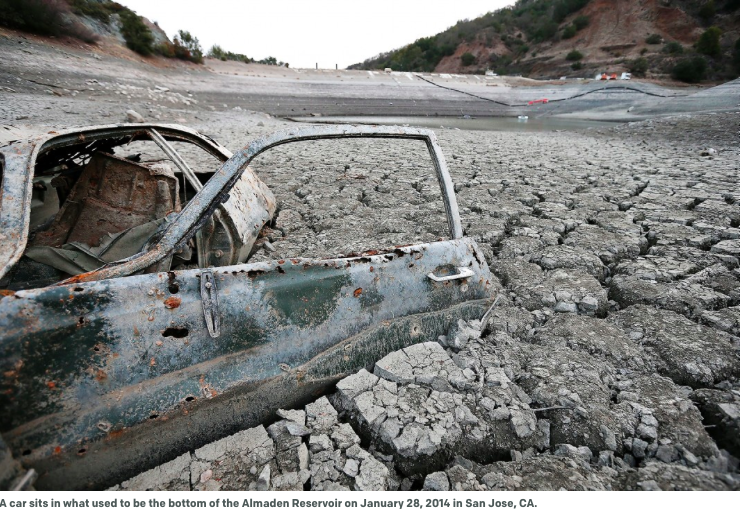 A car sits in what used to be the bottom of the Almaden Reservoir on January 28, 2014 in San Jose, CA.